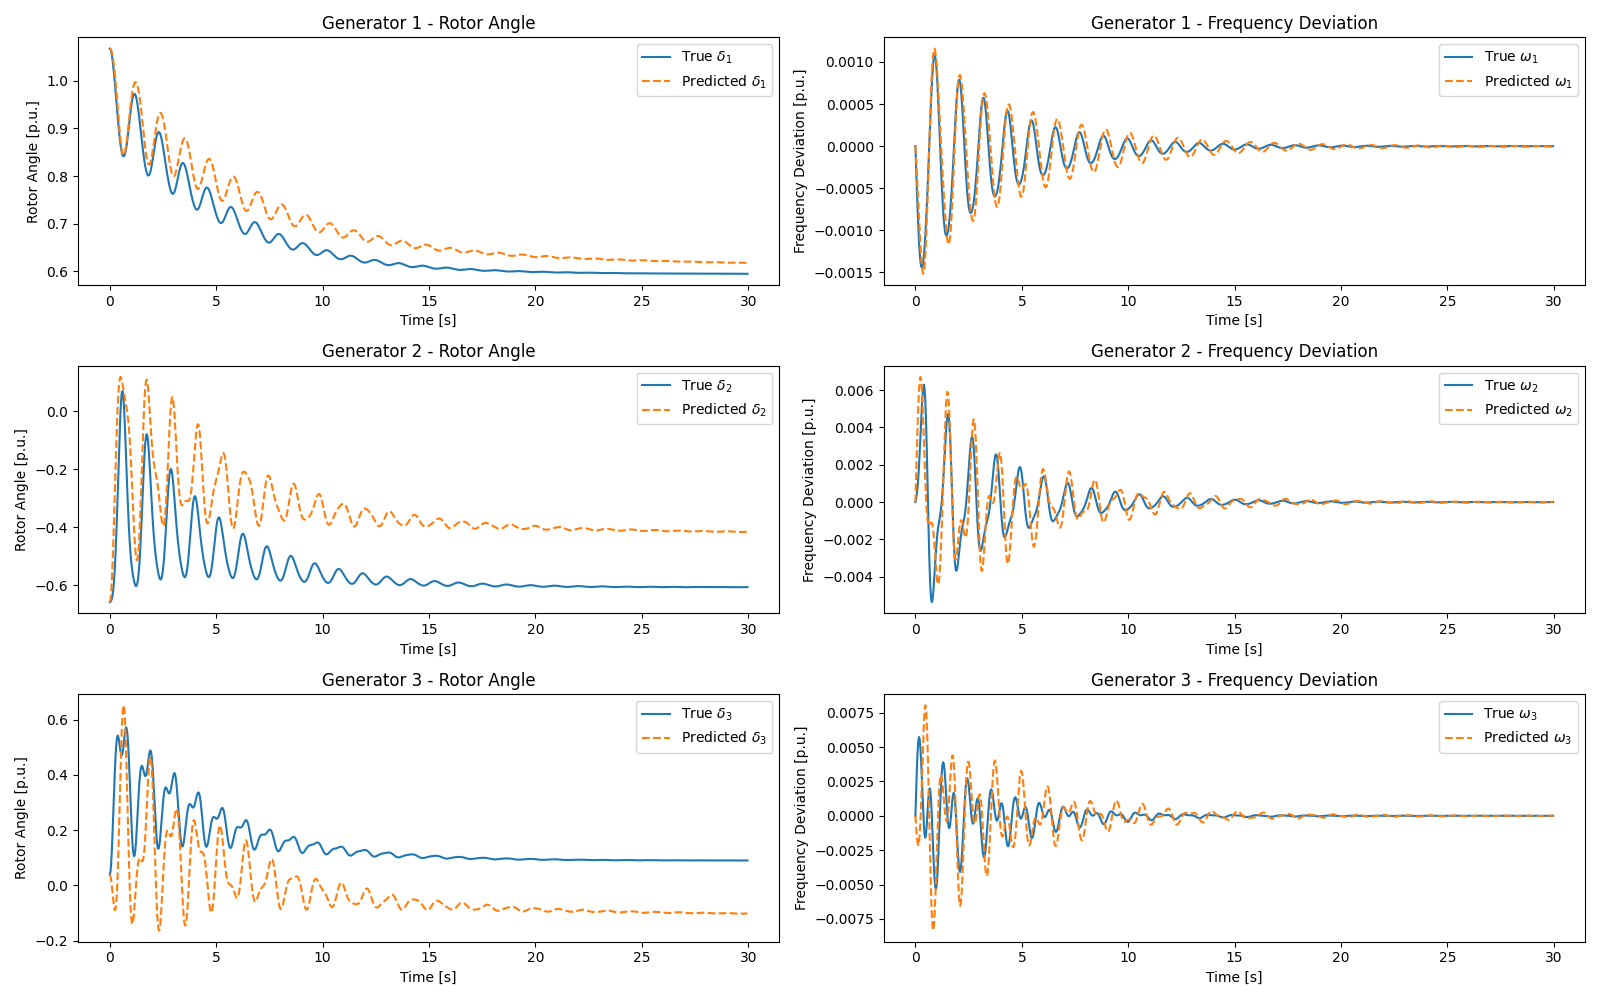 Generator 1 - Rotor Angle
Rotor Angle [p.u.]
1.0
0.9
0.8
0.7
0.6
True δ₁
Predicted δ₁
0 5 10 15 20 25 30
Time [s]
Generator 1 - Frequency Deviation
Frequency Deviation [p.u.]
0.0010
0.0005
0.0000
−0.0005
−0.0010
−0.0015
True ω₁
Predicted ω₁
0 5 10 15 20 25 30
Time [s]
Generator 2 - Rotor Angle
Rotor Angle [p.u.]
0.0
−0.2
−0.4
−0.6
True δ₂
Predicted δ₂
0 5 10 15 20 25 30
Time [s]
Generator 2 - Frequency Deviation
Frequency Deviation [p.u.]
0.006
0.004
0.002
0.000
−0.002
−0.004
True ω₂
Predicted ω₂
0 5 10 15 20 25 30
Time [s]
Generator 3 - Rotor Angle
Rotor Angle [p.u.]
0.6
0.4
0.2
0.0
−0.2
True δ₃
Predicted δ₃
0 5 10 15 20 25 30
Time [s]
Generator 3 - Frequency Deviation
Frequency Deviation [p.u.]
0.0075
0.0050
0.0025
0.0000
−0.0025
−0.0050
−0.0075
True ω₃
Predicted ω₃
0 5 10 15 20 25 30
Time [s]